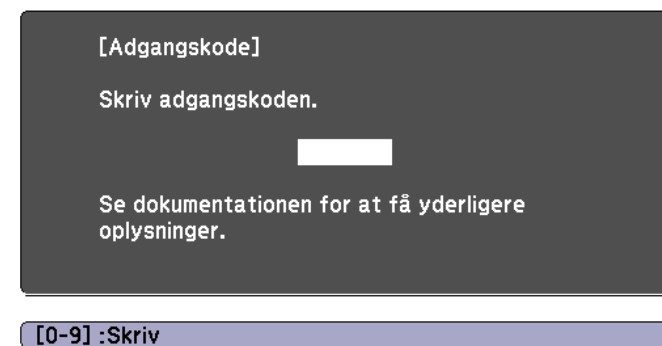 [Adgangskode]
Skriv adgangskoden.
Se dokumentationen for at få yderligere
oplysninger.
[0-9] :Skriv